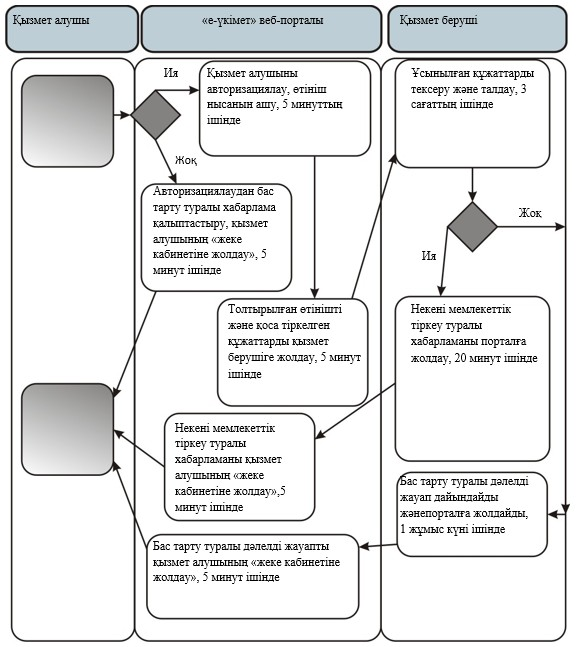 Қызмет алушы
«е-үкімет» веб-порталы
Қызмет беруші
Ия
Қызмет алушыны
авторизациялау, өтініш
нысанын ашу, 5 минуттың
ішінде
Ұсынылған құжаттарды
тексеру және талдау, 3
сағаттың ішінде
Жоқ
Авторизациялаудан бас
тарту туралы хабарлама
қалыптастыру, қызмет
алушының «жеке
кабинетіне жолдау», 5
минут ішінде
Жоқ
Ия
Толтырылған өтінішті
және қоса тіркелген
құжаттарды қызмет
берушіге жолдау, 5 минут
ішінде
Некені мемлекеттік
тіркеу туралы
хабарламаны порталға
жолдау, 20 минут ішінде
Некені мемлекеттік
тіркеу туралы
хабарламаны қызмет
алушының «жеке
кабинетіне жолдау»,5
минут ішінде
Бас тарту туралы дәлелді
жауап дайындайды
жәнепорталға жолдайды,
1 жұмыс күні ішінде
Бас тарту туралы дәлелді жауапты
қызмет алушының «жеке кабинетіне
жолдау», 5 минут ішінде